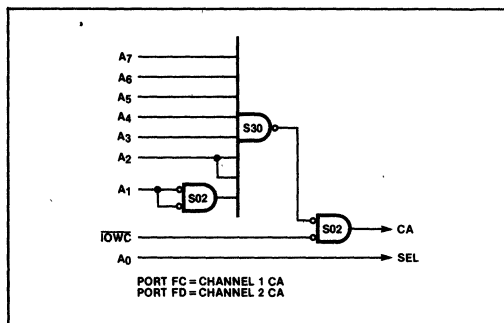 A7
A6
A5
A4
A3
A2
A1
S30
S02
S02
CA
IOWC
A0
SEL
PORT FC = CHANNEL 1 CA
PORT FD = CHANNEL 2 CA